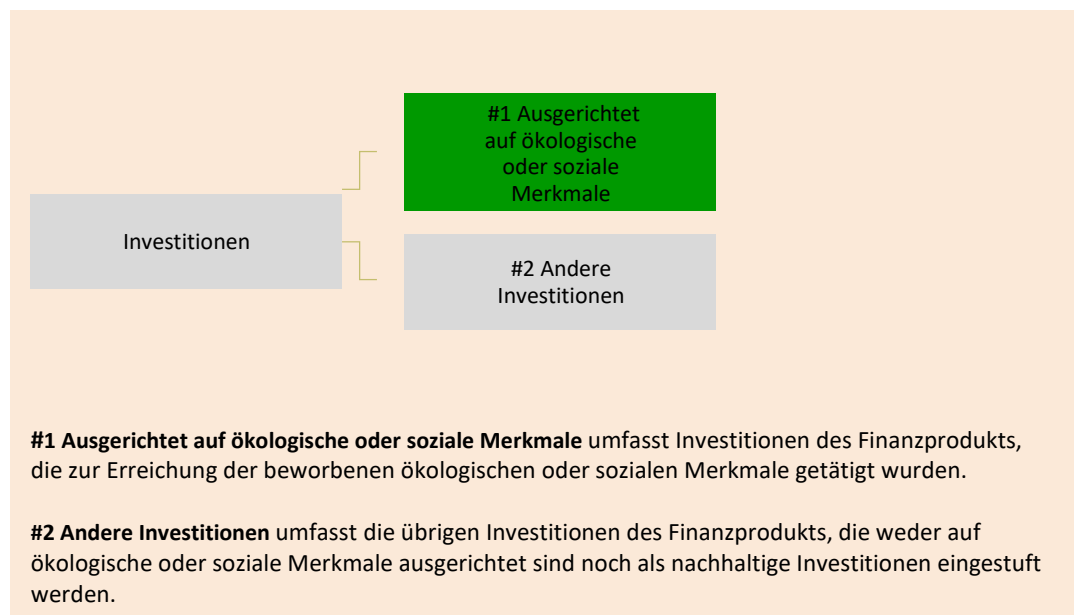 #1 Ausgerichtet
auf ökologische
oder soziale
Merkmale
Investitionen
#2 Andere
Investitionen
#1 Ausgerichtet auf ökologische oder soziale Merkmale umfasst Investitionen des Finanzprodukts,
die zur Erreichung der beworbenen ökologischen oder sozialen Merkmale getätigt wurden.
#2 Andere Investitionen umfasst die übrigen Investitionen des Finanzprodukts, die weder auf
ökologische oder soziale Merkmale ausgerichtet sind noch als nachhaltige Investitionen eingestuft
werden.